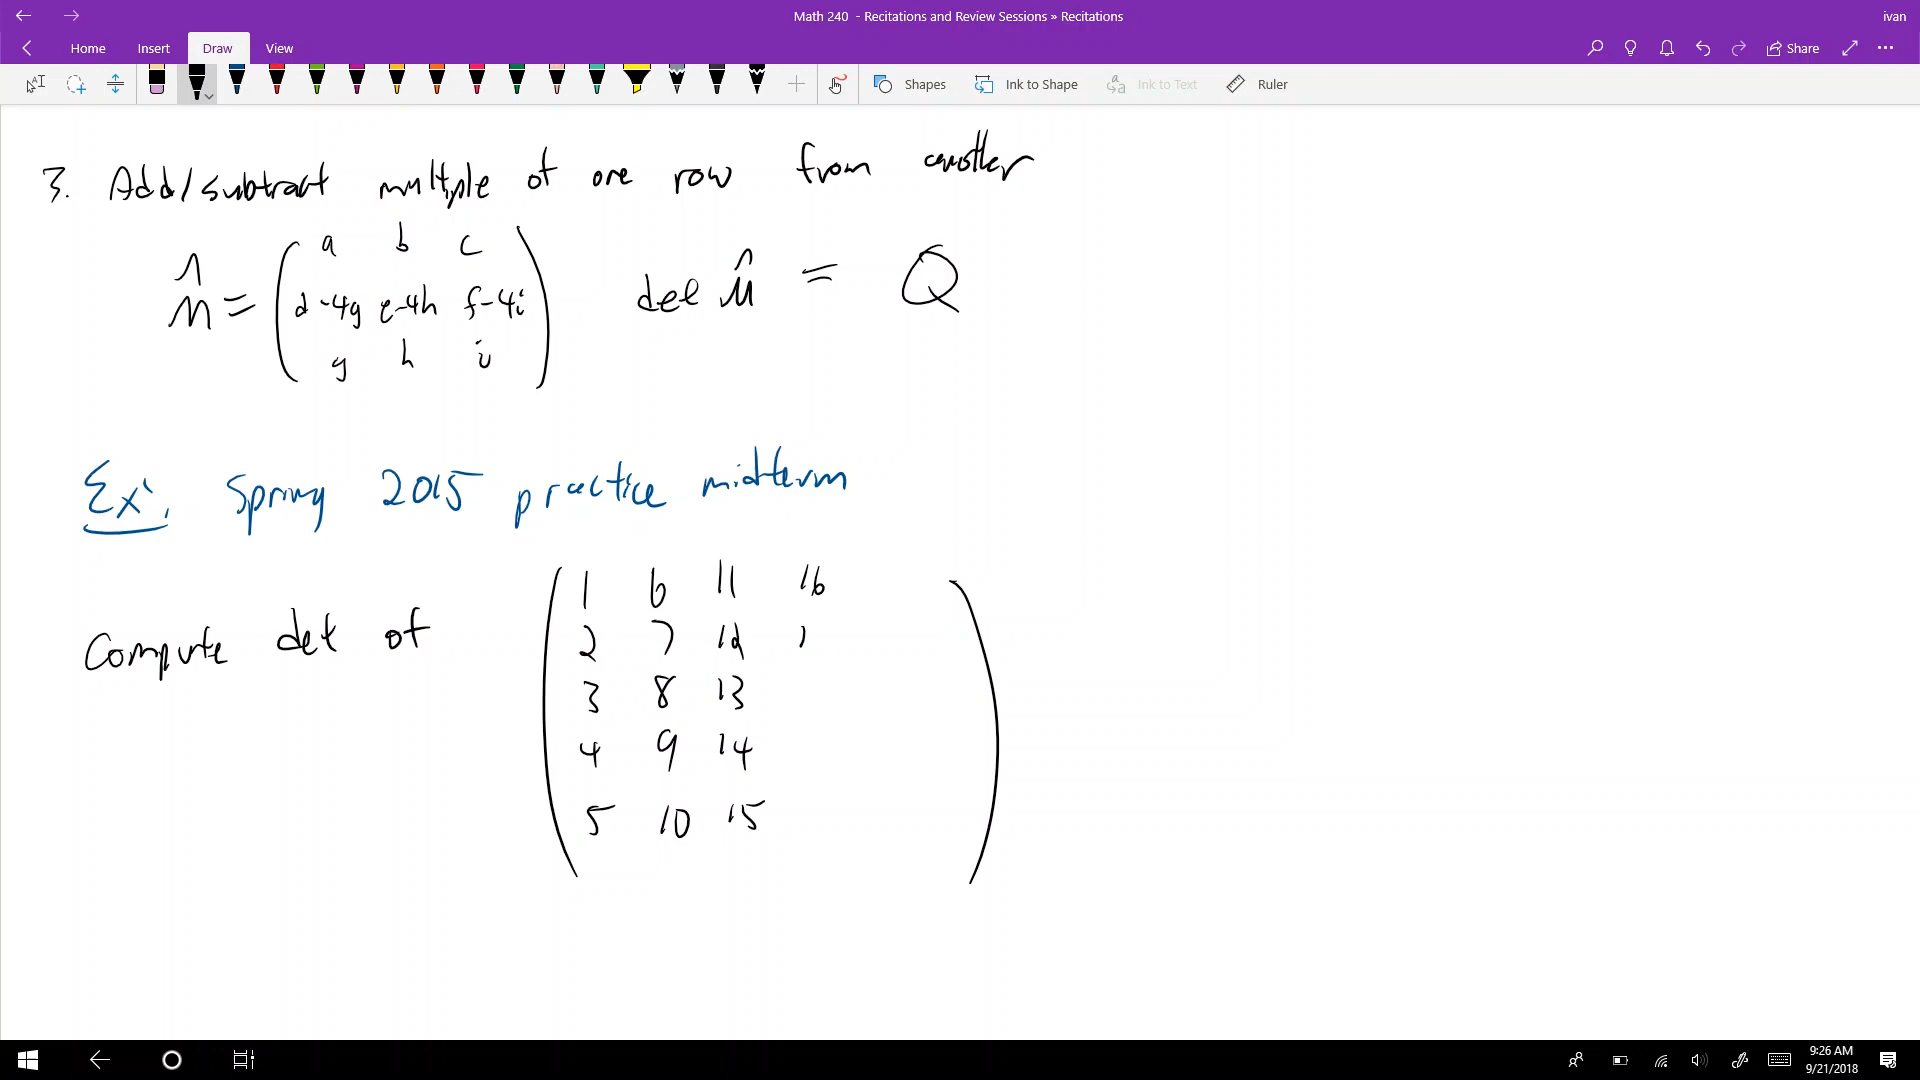 Math 240 - Recitations and Review Sessions » Recitations
ivan
Home Insert Draw View
Share
Shapes Ink to Shape Ink to Text Ruler
3. Add/subtract multiple of one row from another
M̂ = ( a b c
d-4g e-4h f-4i
g h i )
det M̂ = Q
Ex: Spring 2015 practice midterm
Compute det of
( 1 6 11 16
2 7 12 1
3 8 13
4 9 14
5 10 15 )
9:26 AM
9/21/2018